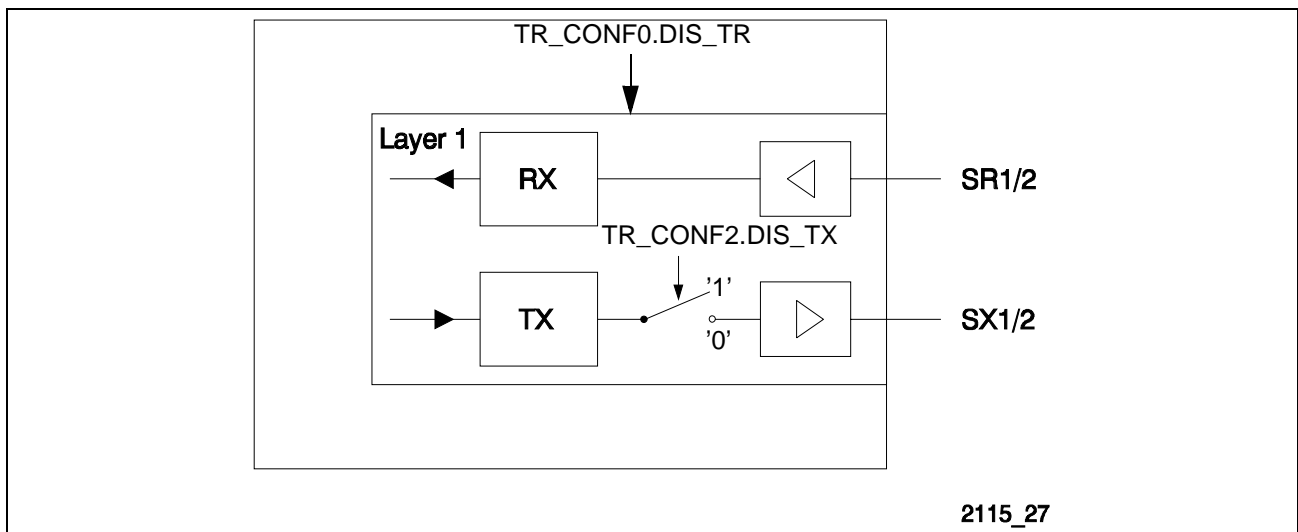 TR_CONF0.DIS_TR
Layer 1
RX
SR1/2
TR_CONF2.DIS_TX
'1'
TX
'0'
SX1/2
2115_27